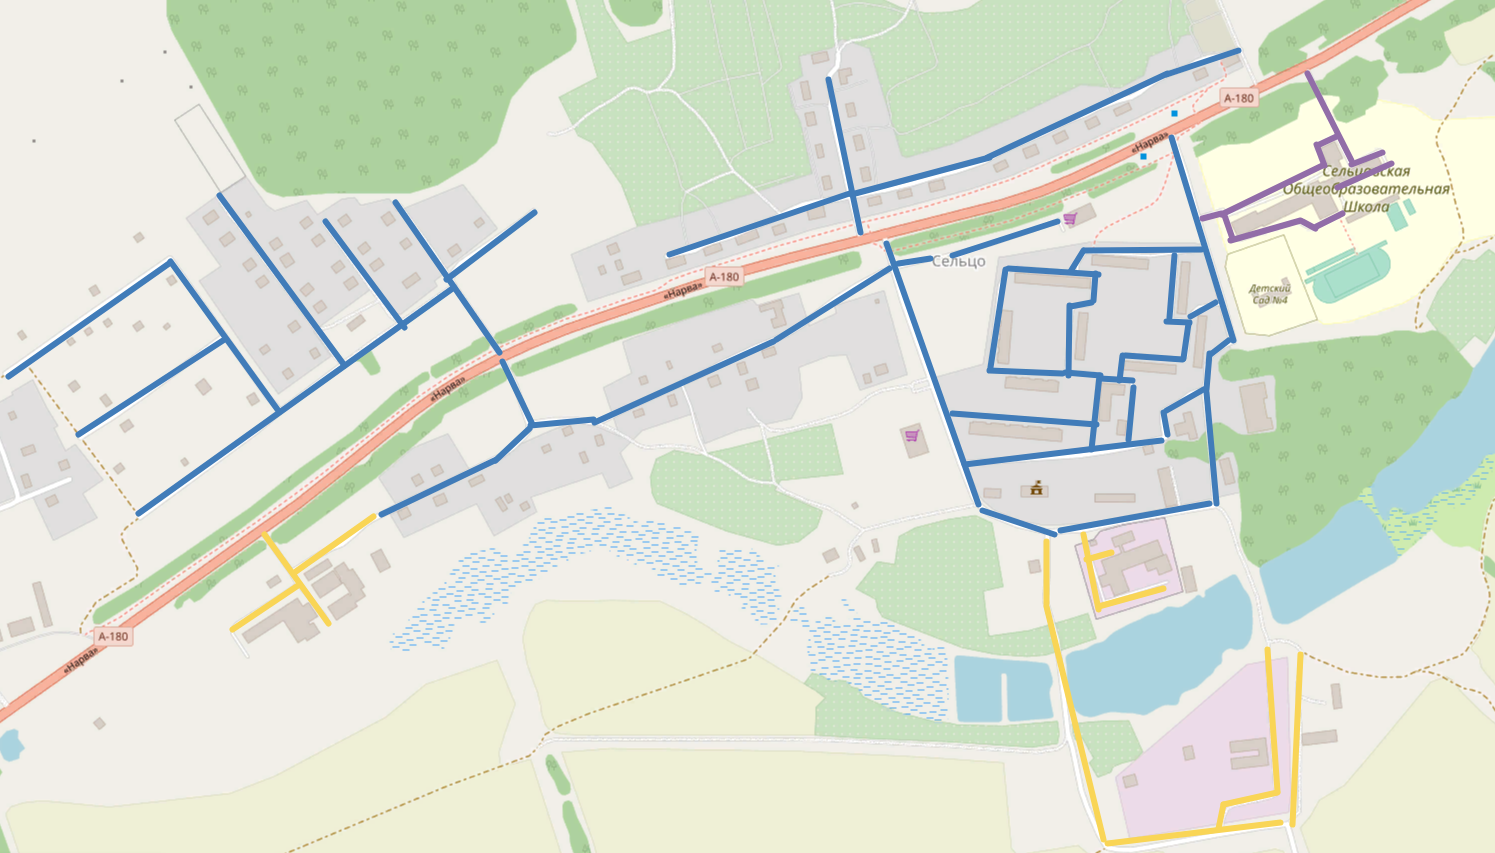 А-180
«Нарва»
Сельцовская
Общеобразовательная
Школа
Сельцо
А-180
«Нарва»
Детский
Сад №4
«Нарва»
А-180
«Нарва»